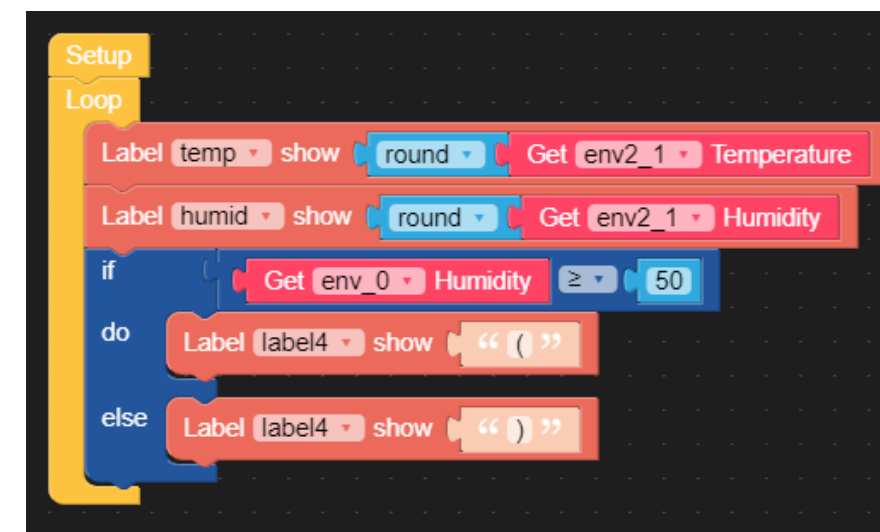 Setup
Loop
Label temp show round Get env2_1 Temperature
Label humid show round Get env2_1 Humidity
if Get env_0 Humidity ≥ 50
do Label label4 show “ ( ”
else Label label4 show “ ) ”